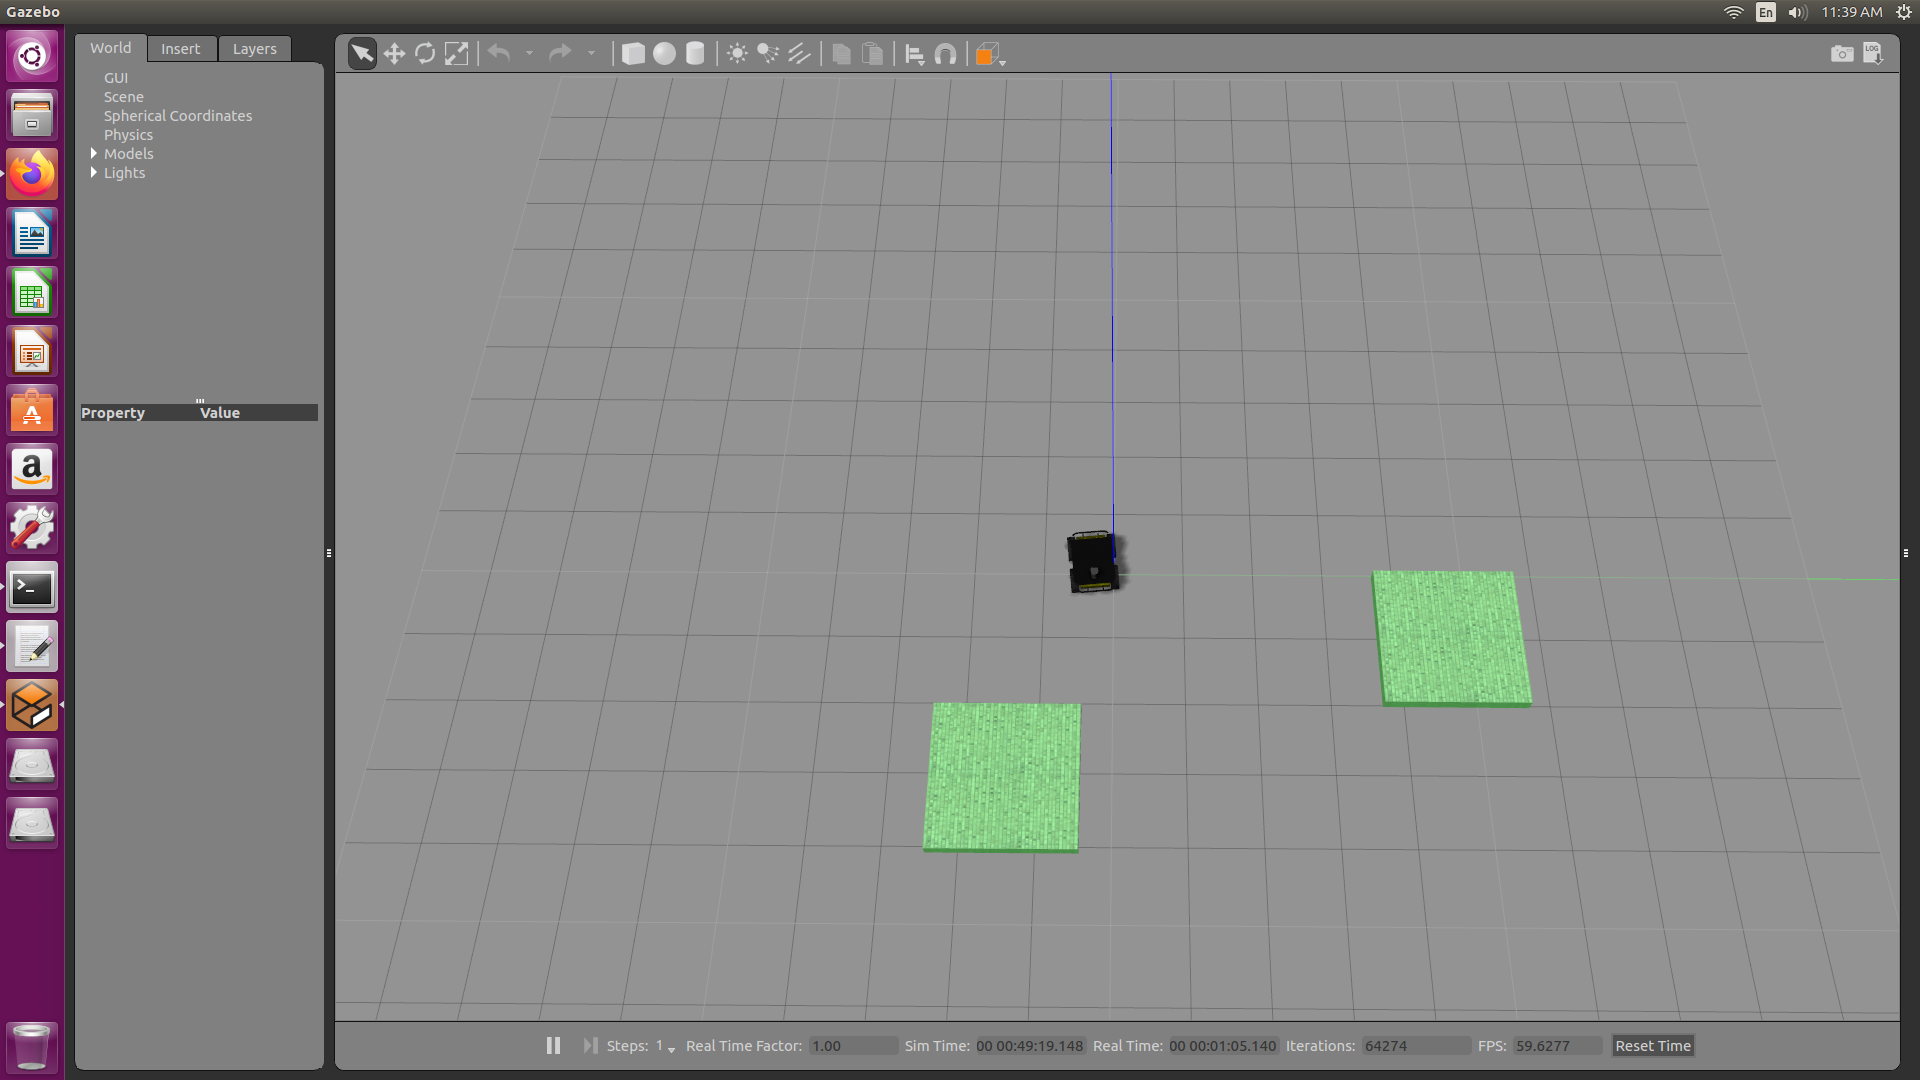 Gazebo
En
11:39 AM
World
Insert
Layers
LOG
GUI
Scene
Spherical Coordinates
Physics
Models
Lights
Property Value
Steps: 1 Real Time Factor: 1.00 Sim Time: 00 00:49:19.148 Real Time: 00 00:01:05.140 Iterations: 64274 FPS: 59.6277 Reset Time